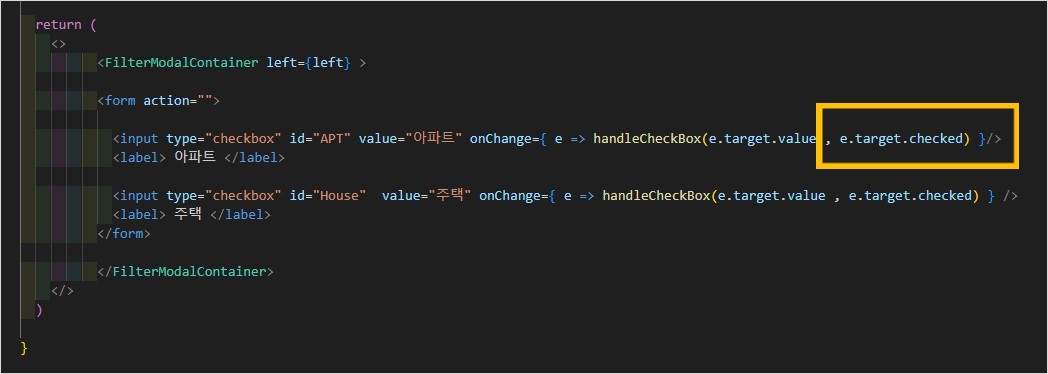 return (
<>
<FilterModalContainer left={left} >
<form action="">
<input type="checkbox" id="APT" value="아파트" onChange={ e => handleCheckBox(e.target.value , e.target.checked) }/>
<label> 아파트 </label>
<input type="checkbox" id="House"  value="주택" onChange={ e => handleCheckBox(e.target.value , e.target.checked) } />
<label> 주택 </label>
</form>
</FilterModalContainer>
</>
)
}